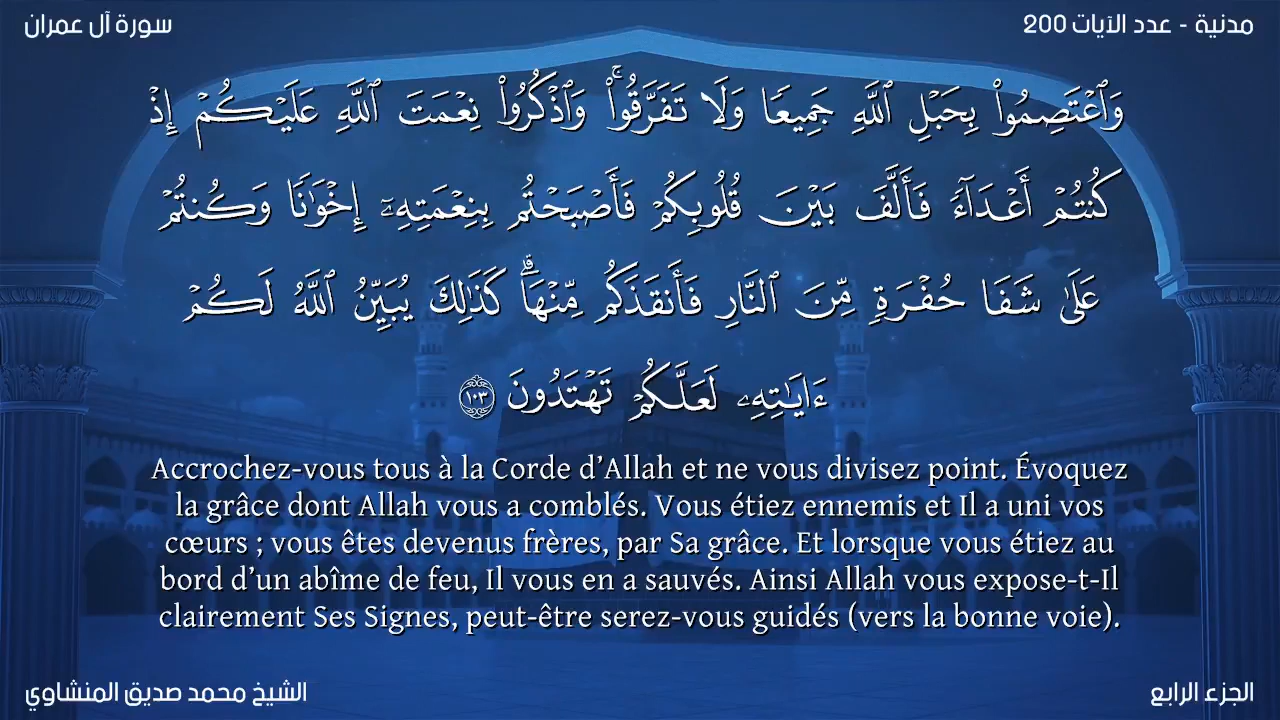 مدنية - عدد الآيات 200
سورة آل عمران
وَٱعْتَصِمُوا۟ بِحَبْلِ ٱللَّهِ جَمِيعًا وَلَا تَفَرَّقُوا۟ ۚ وَٱذْكُرُوا۟ نِعْمَتَ ٱللَّهِ عَلَيْكُمْ إِذْ
كُنتُمْ أَعْدَآءً فَأَلَّفَ بَيْنَ قُلُوبِكُمْ فَأَصْبَحْتُم بِنِعْمَتِهِۦٓ إِخْوَٰنًا وَكُنتُمْ
عَلَىٰ شَفَا حُفْرَةٍ مِّنَ ٱلنَّارِ فَأَنقَذَكُم مِّنْهَا ۗ كَذَٰلِكَ يُبَيِّنُ ٱللَّهُ لَكُمْ
ءَايَـٰتِهِۦ لَعَلَّكُمْ تَهْتَدُونَ ١٠٣
Accrochez-vous tous à la Corde d’Allah et ne vous divisez point. Évoquez
la grâce dont Allah vous a comblés. Vous étiez ennemis et Il a uni vos
cœurs ; vous êtes devenus frères, par Sa grâce. Et lorsque vous étiez au
bord d’un abîme de feu, Il vous en a sauvés. Ainsi Allah vous expose-t-Il
clairement Ses Signes, peut-être serez-vous guidés (vers la bonne voie).
الجزء الرابع
الشيخ محمد صديق المنشاوي